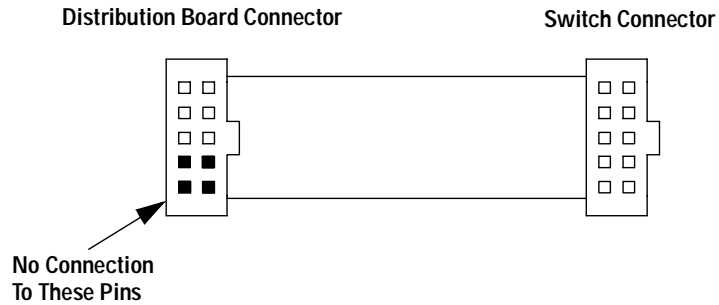 Distribution Board Connector
Switch Connector
No Connection
To These Pins